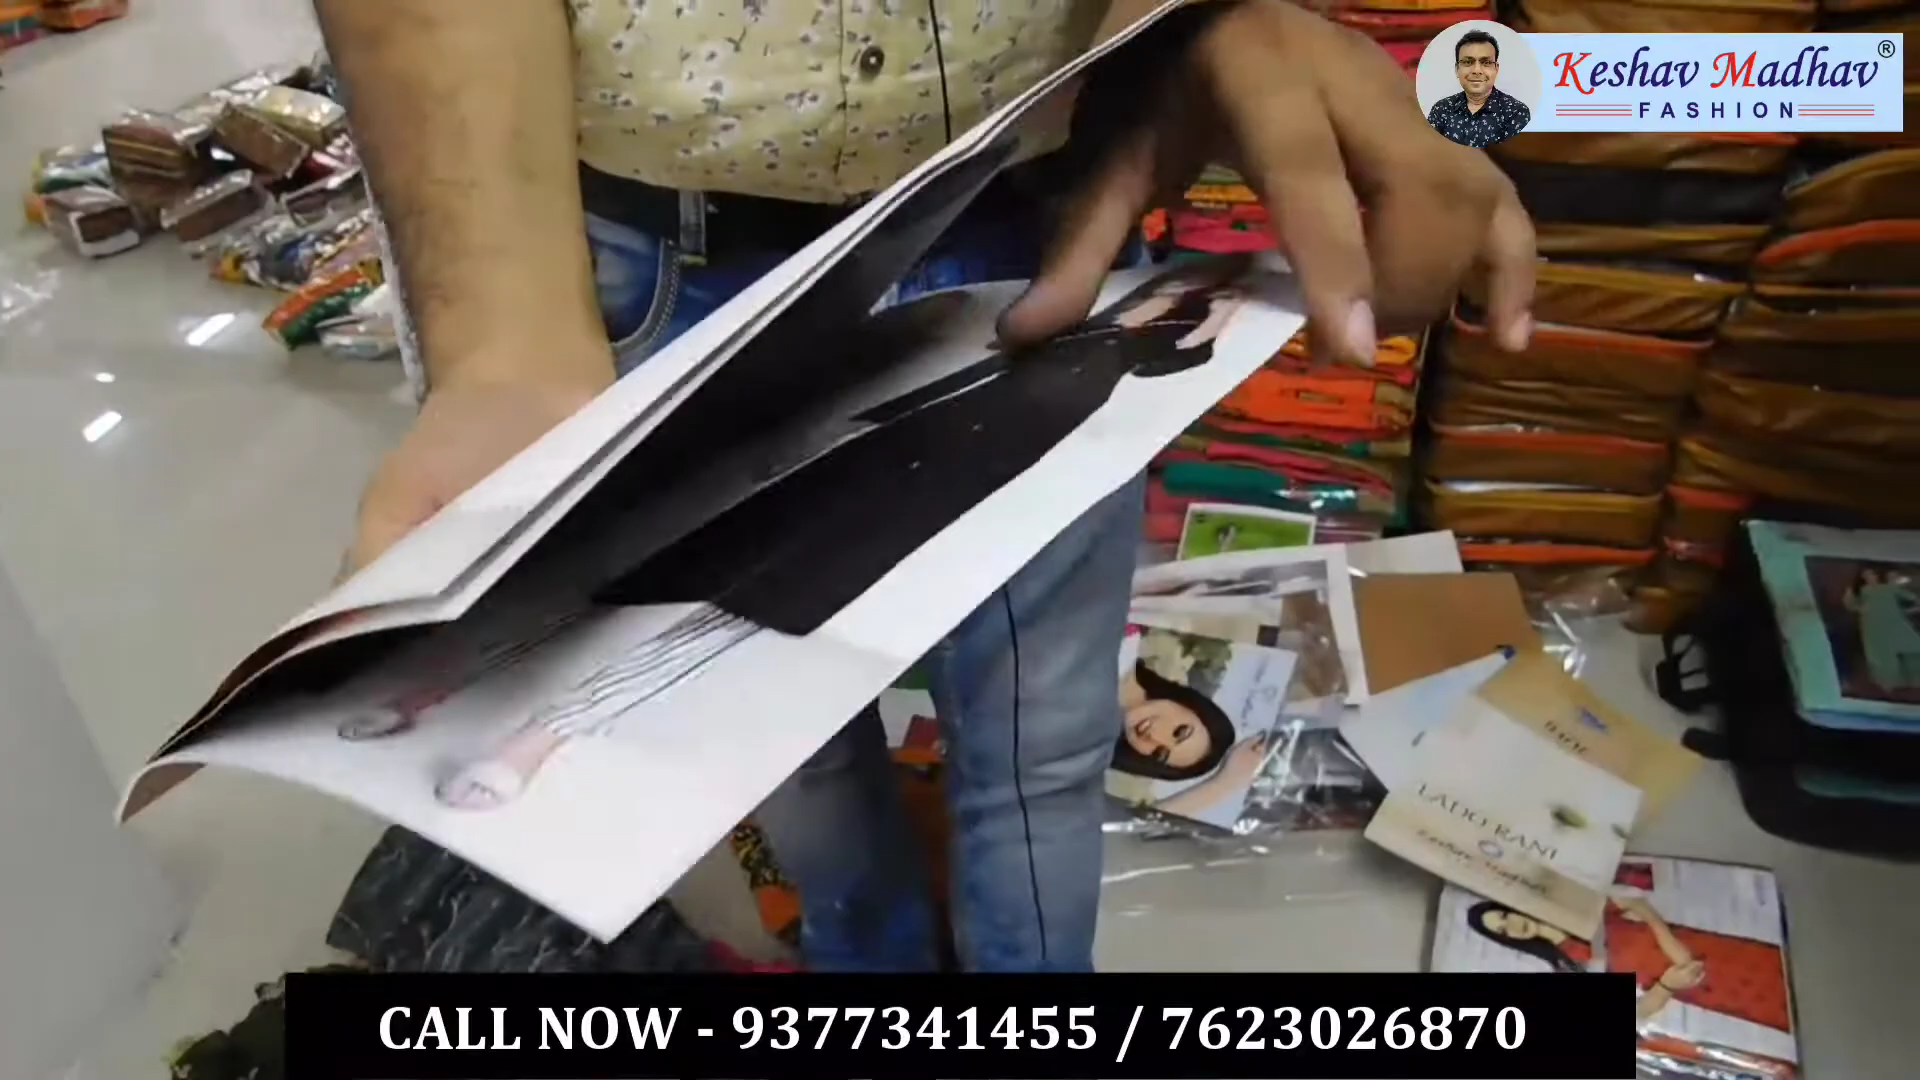 Keshav Madhav®
FASHION
LADO RANI
CALL NOW - 9377341455 / 7623026870